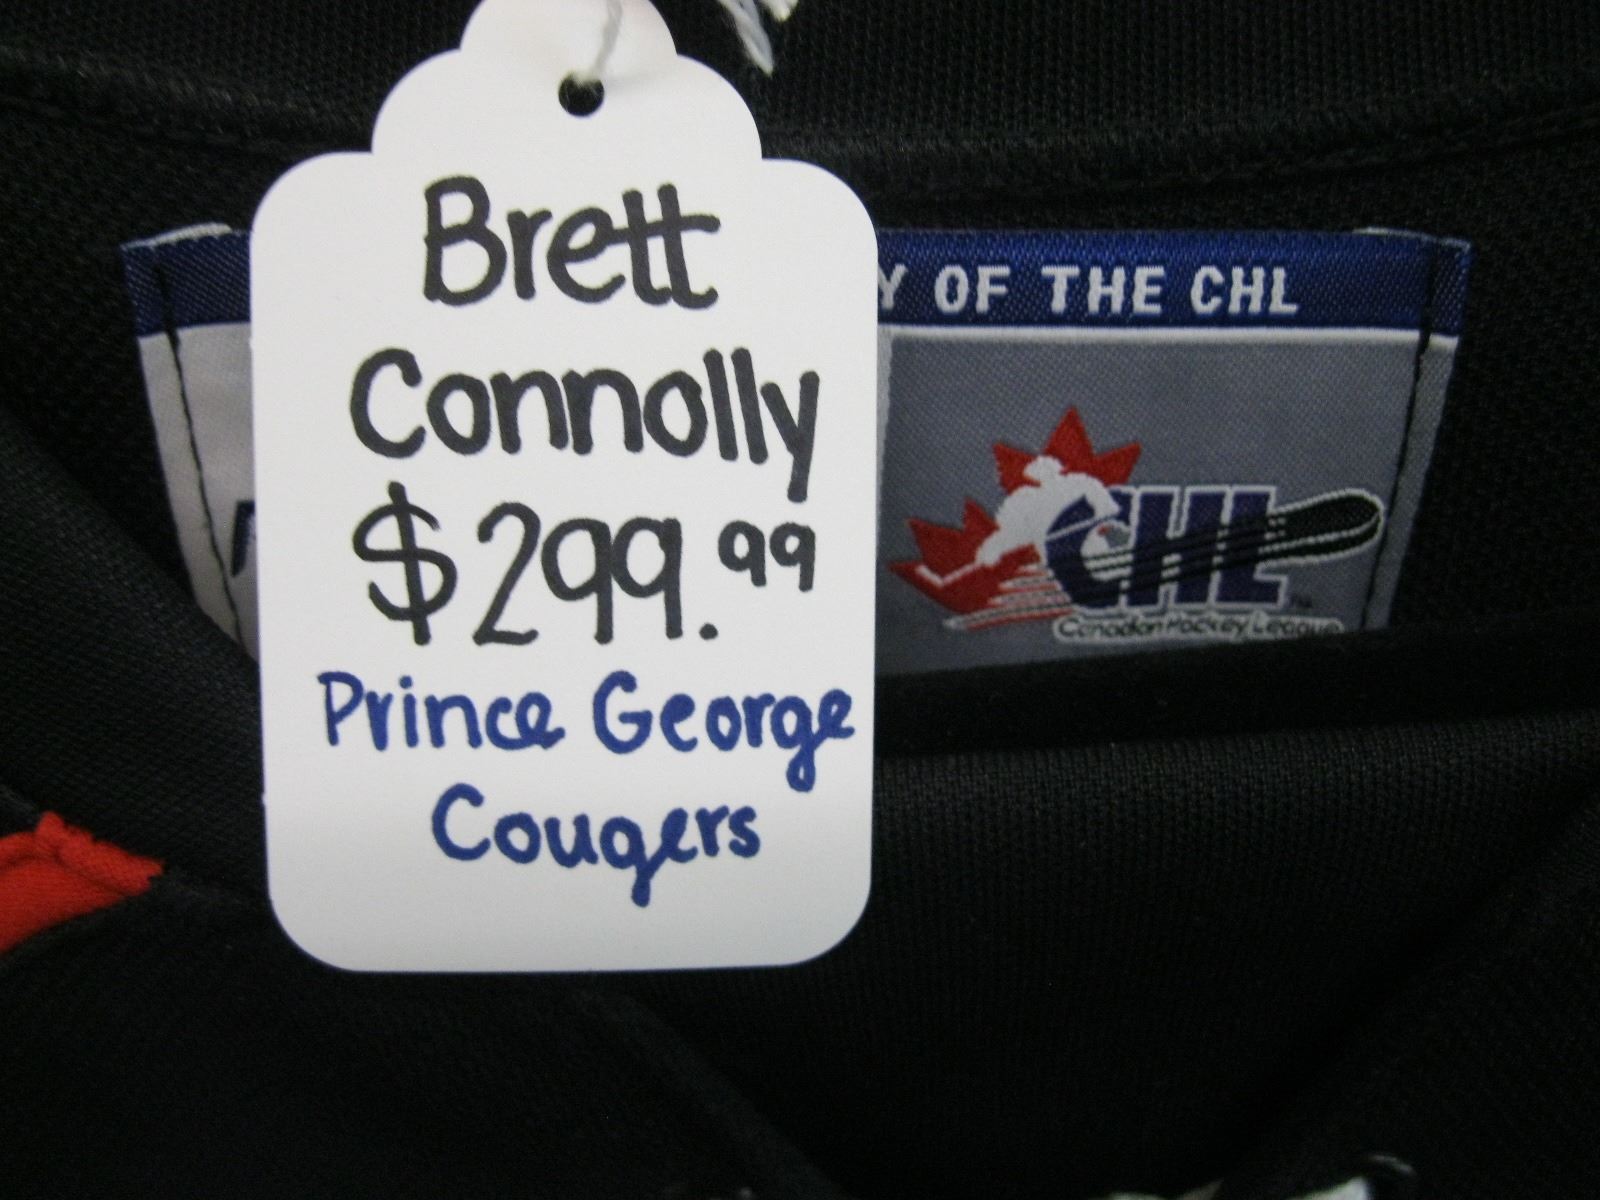 Brett
Connolly
$299.99
Prince George
Cougers
Y OF THE CHL
CHL
Canadian Hockey League